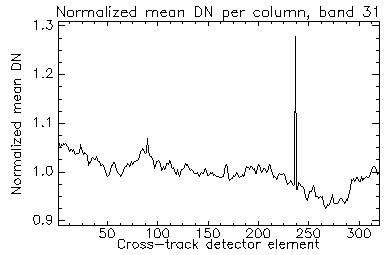 Normalized mean DN per column, band 31
Normalized mean DN
1.3
1.2
1.1
1.0
0.9
50 100 150 200 250 300
Cross-track detector element